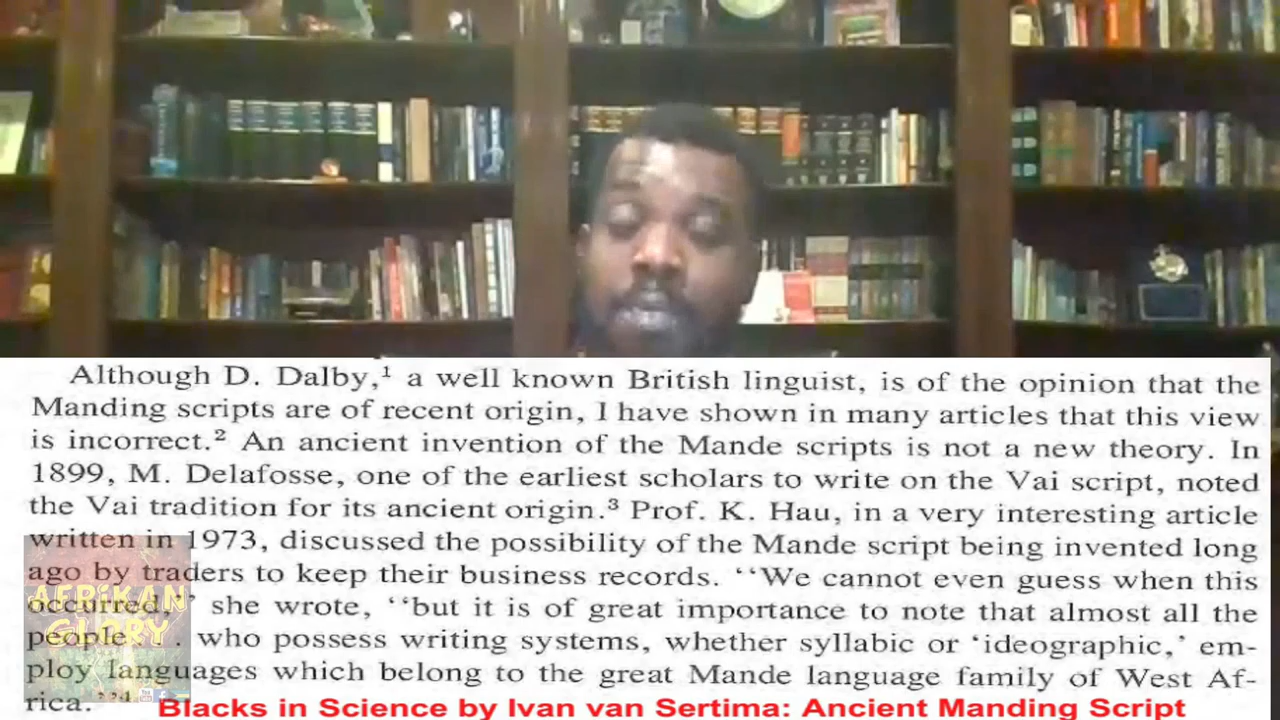 Although D. Dalby,¹ a well known British linguist, is of the opinion that the
Manding scripts are of recent origin, I have shown in many articles that this view
is incorrect.² An ancient invention of the Mande scripts is not a new theory. In
1899, M. Delafosse, one of the earliest scholars to write on the Vai script, noted
the Vai tradition for its ancient origin.³ Prof. K. Hau, in a very interesting article
written in 1973, discussed the possibility of the Mande script being invented long
ago by traders to keep their business records. ‘‘We cannot even guess when this
occurred,’’ she wrote, ‘‘but it is of great importance to note that almost all the
people . . . who possess writing systems, whether syllabic or ‘ideographic,’ em-
ploy languages which belong to the great Mande language family of West Af-
rica.’’⁴
AFRIKAN
GLORY
Blacks in Science by Ivan van Sertima: Ancient Manding Script